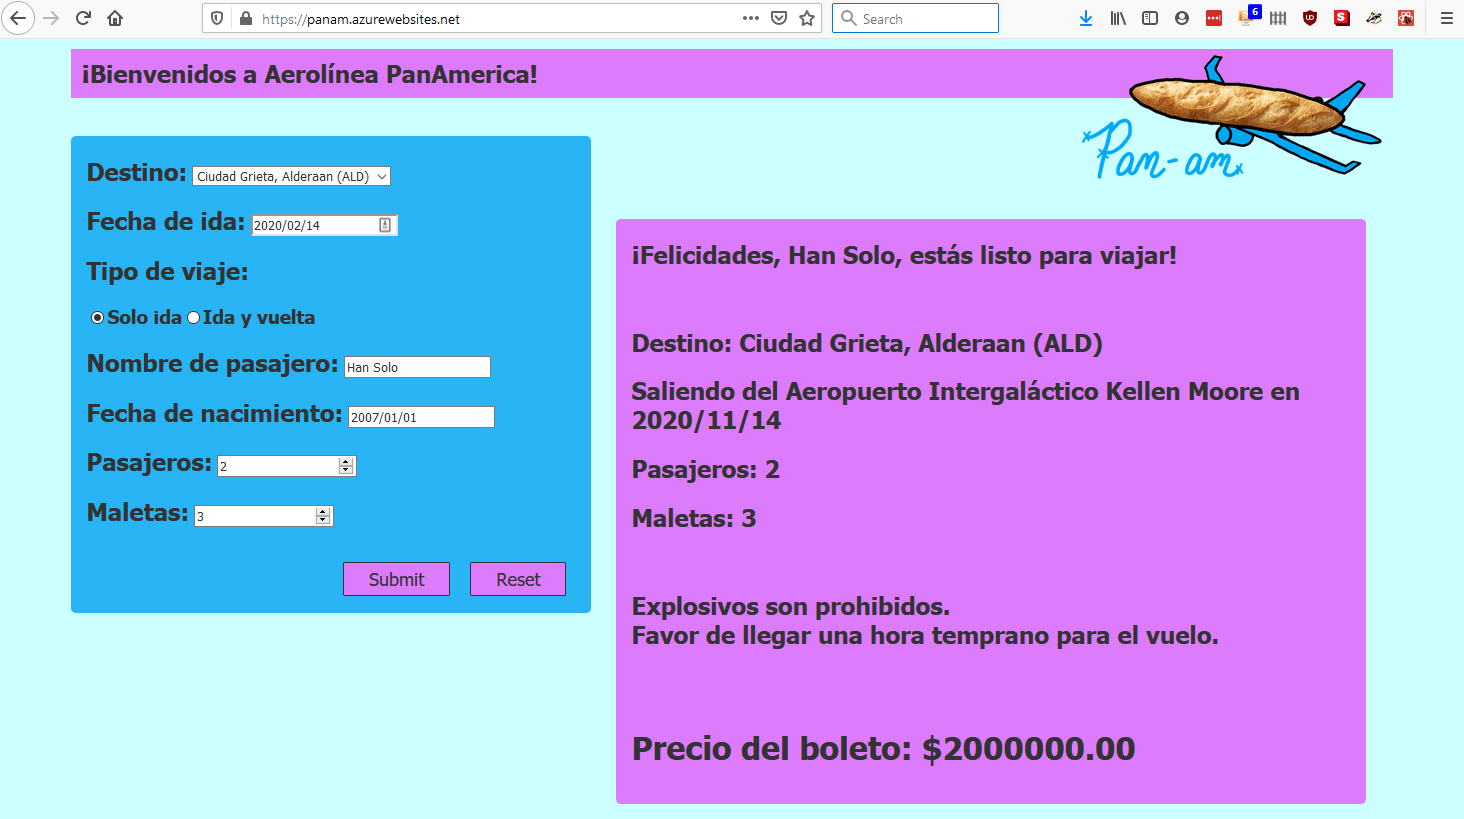 https://panam.azurewebsites.net
Search
6
UD
S
¡Bienvenidos a Aerolínea PanAmerica!
Pan-am
Destino: Ciudad Grieta, Alderaan (ALD)
Fecha de ida: 2020/02/14
Tipo de viaje:
Solo ida Ida y vuelta
Nombre de pasajero: Han Solo
Fecha de nacimiento: 2007/01/01
Pasajeros: 2
Maletas: 3
Submit Reset
¡Felicidades, Han Solo, estás listo para viajar!
Destino: Ciudad Grieta, Alderaan (ALD)
Saliendo del Aeropuerto Intergaláctico Kellen Moore en
2020/11/14
Pasajeros: 2
Maletas: 3
Explosivos son prohibidos.
Favor de llegar una hora temprano para el vuelo.
Precio del boleto: $2000000.00